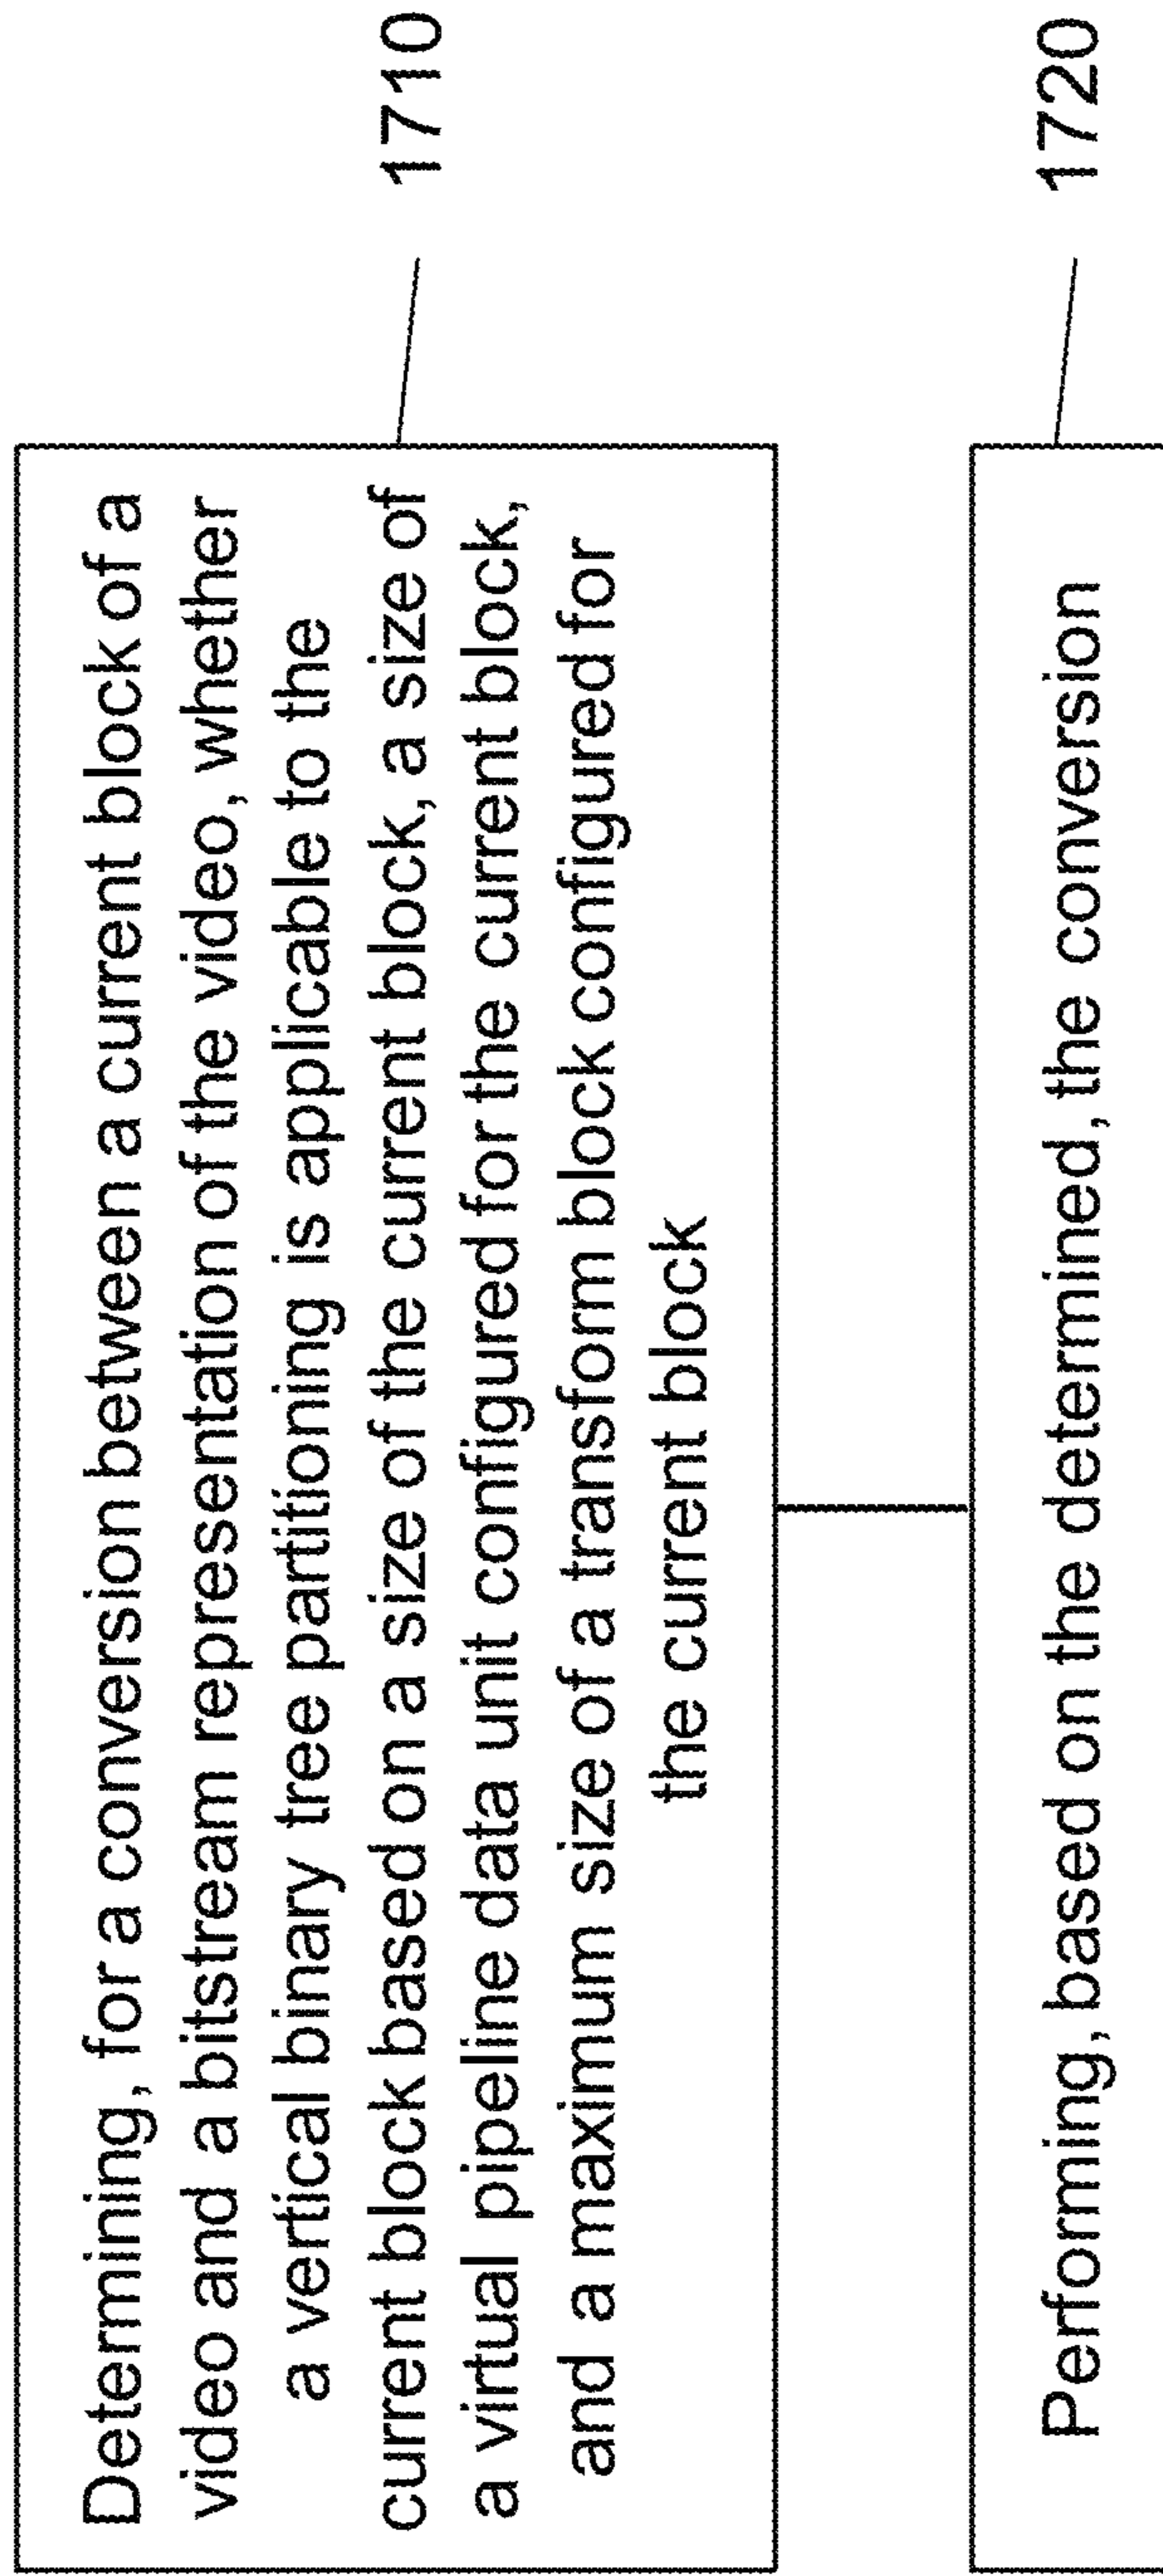 Determining, for a conversion between a current block of a
video and a bitstream representation of the video, whether
a vertical binary tree partitioning is applicable to the
current block based on a size of the current block, a size of
a virtual pipeline data unit configured for the current block,
and a maximum size of a transform block configured for
the current block
1710
Performing, based on the determined, the conversion
1720